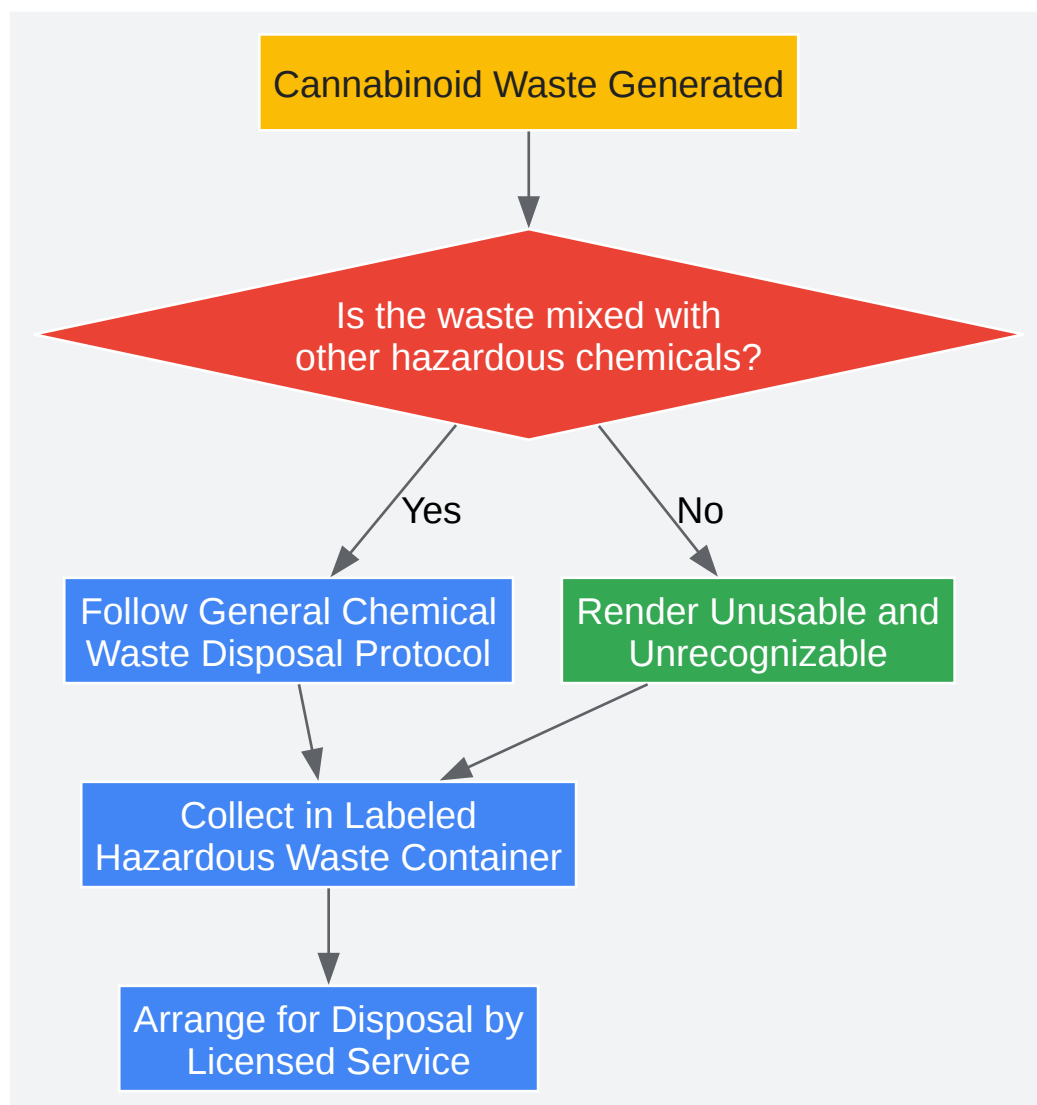 Cannabinoid Waste Generated
Is the waste mixed with
other hazardous chemicals?
Yes
No
Follow General Chemical
Waste Disposal Protocol
Render Unusable and
Unrecognizable
Collect in Labeled
Hazardous Waste Container
Arrange for Disposal by
Licensed Service